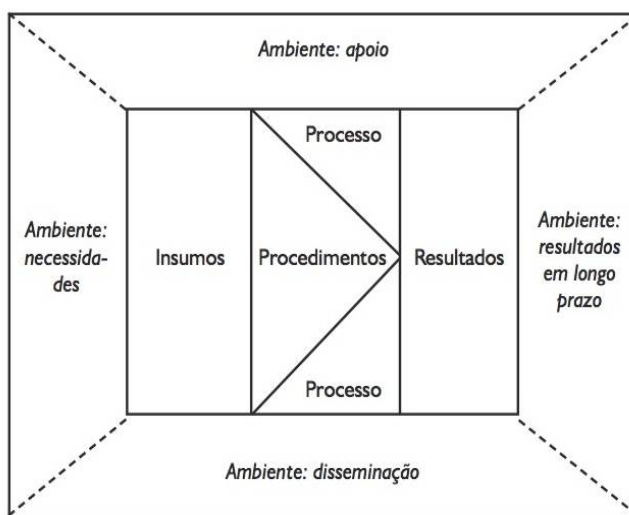 Ambiente: apoio
Processo
Ambiente:
necessida-
des
Insumos
Procedimentos
Resultados
Ambiente:
resultados
em longo
prazo
Processo
Ambiente: disseminação